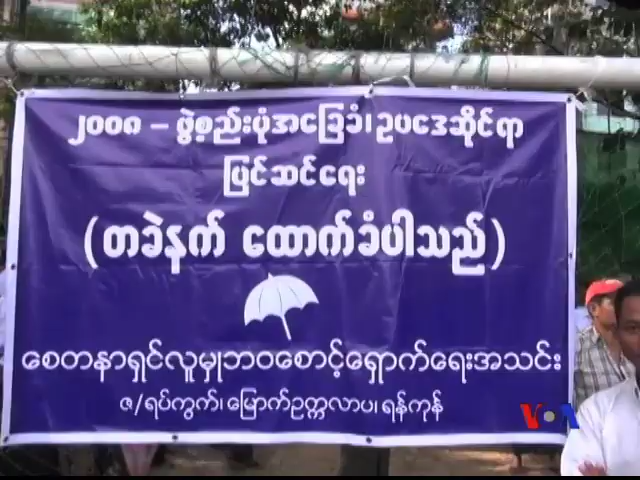 ၂၀၀၈ – ဖွဲ့စည်းပုံအခြေခံ၊ဥပဒေဆိုင်ရာ
ပြင်ဆင်ရေး
(တခဲနက် ထောက်ခံပါသည်)
စေတနာရှင်လူမှုဘဝစောင့်ရှောက်ရေးအသင်း
ဇ/ရပ်ကွက်၊မြောက်ဥက္ကလာပ၊ရန်ကုန်
VOA